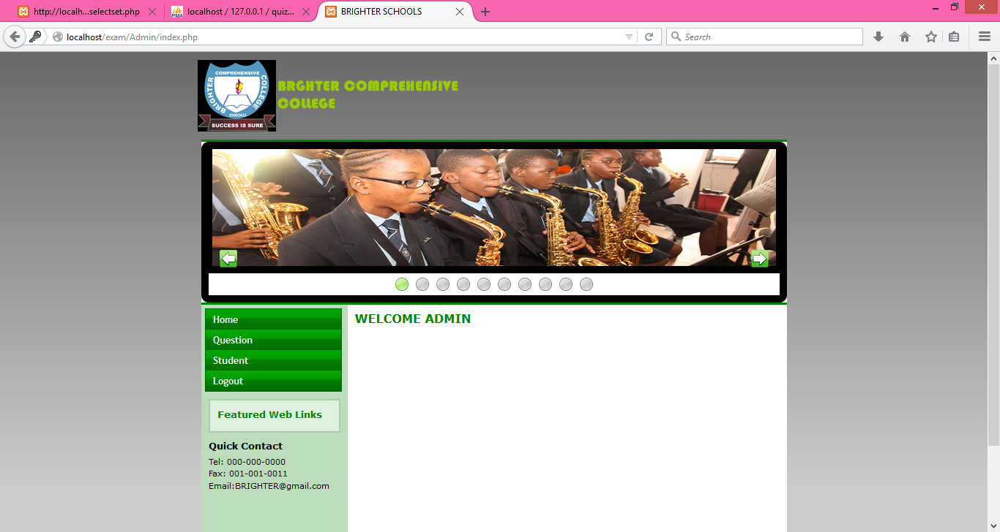 http://localh...selectset.php
localhost / 127.0.0.1 / quiz...
BRIGHTER SCHOOLS
localhost/exam/Admin/index.php
Search
COMPREHENSIVE
BRIGHTER
COLLEGE
IDIROKO
SUCCESS IS SURE
BRGHTER COMPREHENSIVE
COLLEGE
Home
Question
Student
Logout
WELCOME ADMIN
Featured Web Links
Quick Contact
Tel: 000-000-0000
Fax: 001-001-0011
Email:BRIGHTER@gmail.com